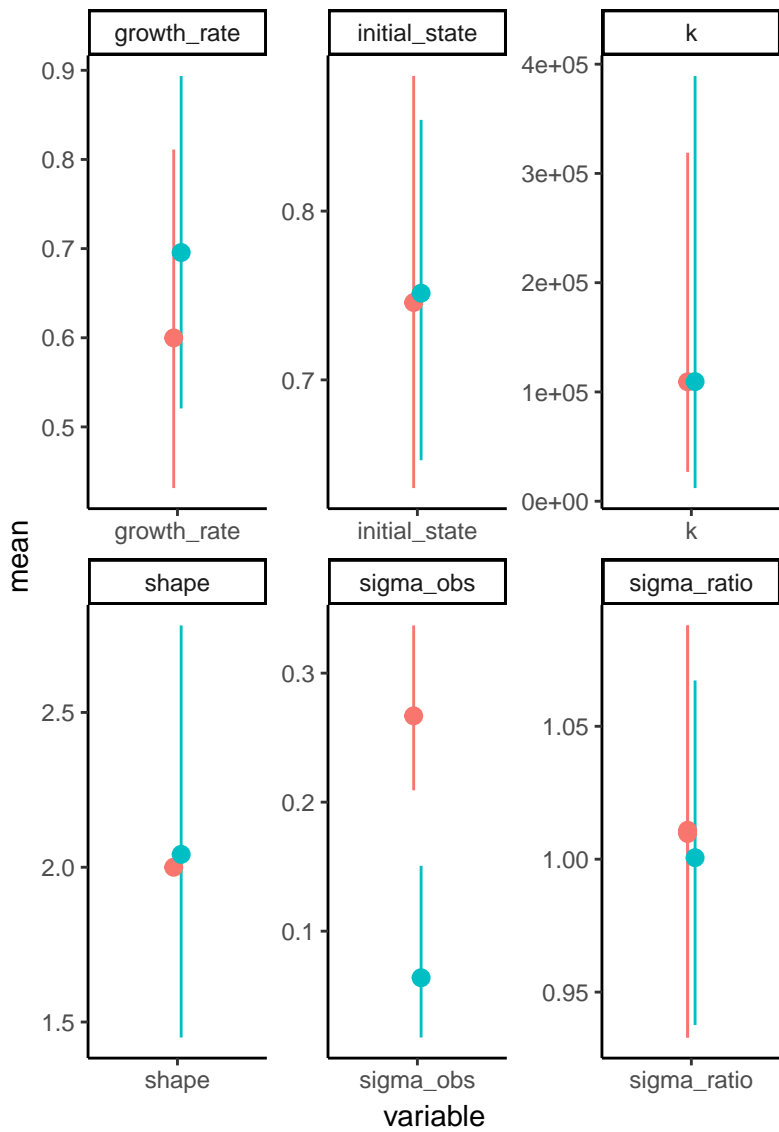 growth_rate
initial_state
k
0.9
0.8
0.7
0.6
0.5
0.8
0.7
4e+05
3e+05
2e+05
1e+05
0e+00
growth_rate
initial_state
k
mean
shape
sigma_obs
sigma_ratio
2.5
2.0
1.5
0.3
0.2
0.1
1.05
1.00
0.95
shape
sigma_obs
sigma_ratio
variable